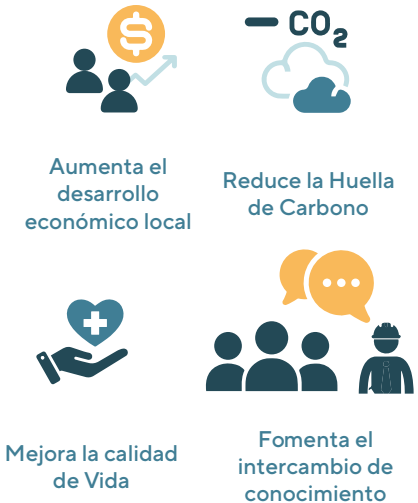 $
— CO₂
Aumenta el
desarrollo
económico local
Reduce la Huella
de Carbono
Mejora la calidad
de Vida
Fomenta el
intercambio de
conocimiento